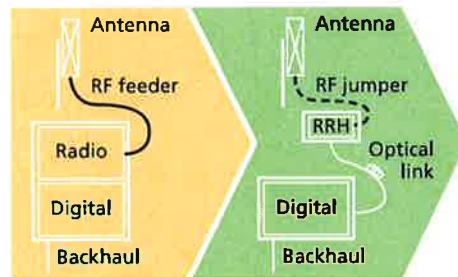 Antenna
RF feeder
Radio
Digital
Backhaul
Antenna
RF jumper
RRH
Optical
link
Digital
Backhaul